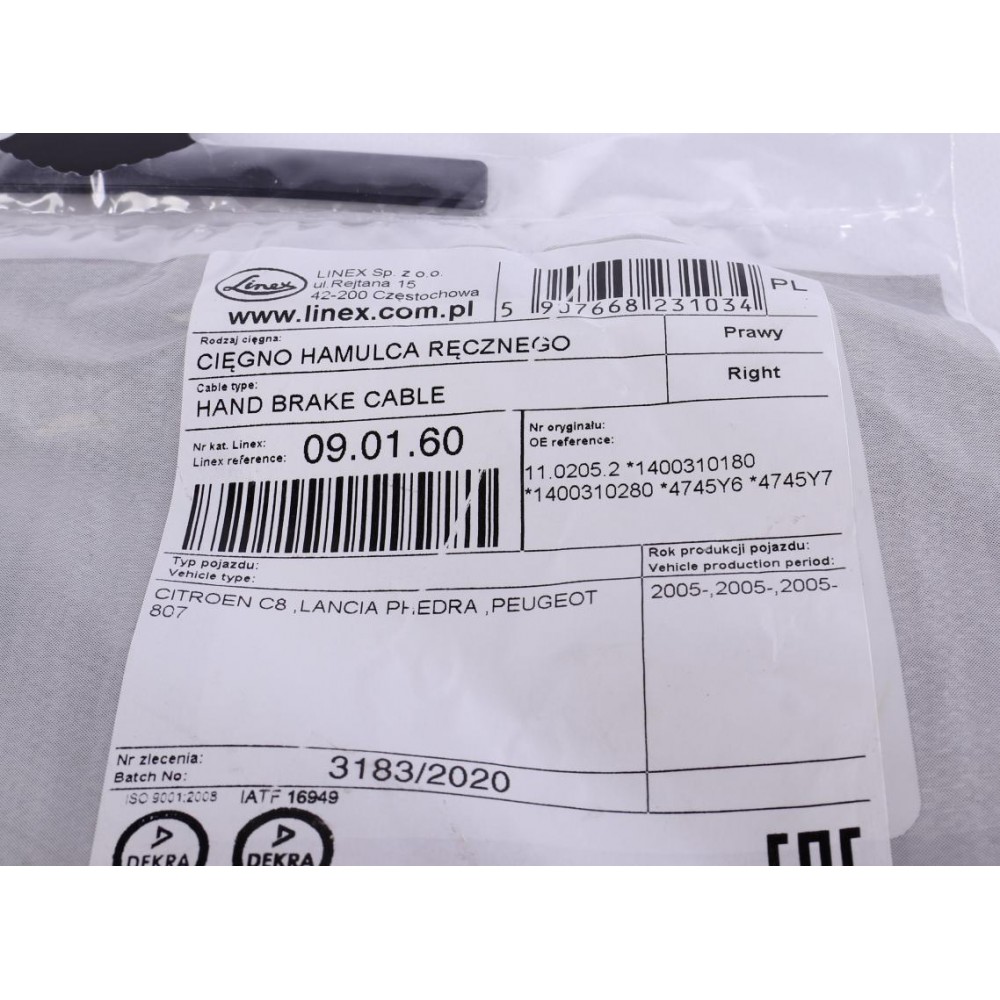 Linex
LINEX Sp. z o.o.
ul.Rejtana 15
42-200 Częstochowa
www.linex.com.pl
5 907668 231034
PL
Rodzaj cięgna:
CIĘGNO HAMULCA RĘCZNEGO
Prawy
Cable type:
HAND BRAKE CABLE
Right
Nr kat. Linex:
Linex reference:
09.01.60
Nr oryginału:
OE reference:
11.0205.2 *1400310180
*1400310280 *4745Y6 *4745Y7
Typ pojazdu:
Vehicle type:
CITROEN C8 ,LANCIA PHEDRA ,PEUGEOT
807
Rok produkcji pojazdu:
Vehicle production period:
2005-,2005-,2005-
Nr zlecenia:
Batch No:
3183/2020
ISO 9001:2008 IATF 16949
DEKRA DEKRA